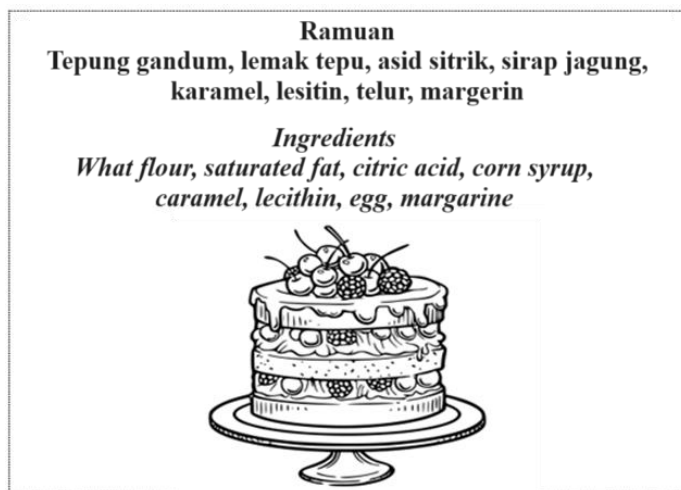 Ramuan
Tepung gandum, lemak tepu, asid sitrik, sirap jagung,
karamel, lesitin, telur, margerin
Ingredients
What flour, saturated fat, citric acid, corn syrup,
caramel, lecithin, egg, margarine